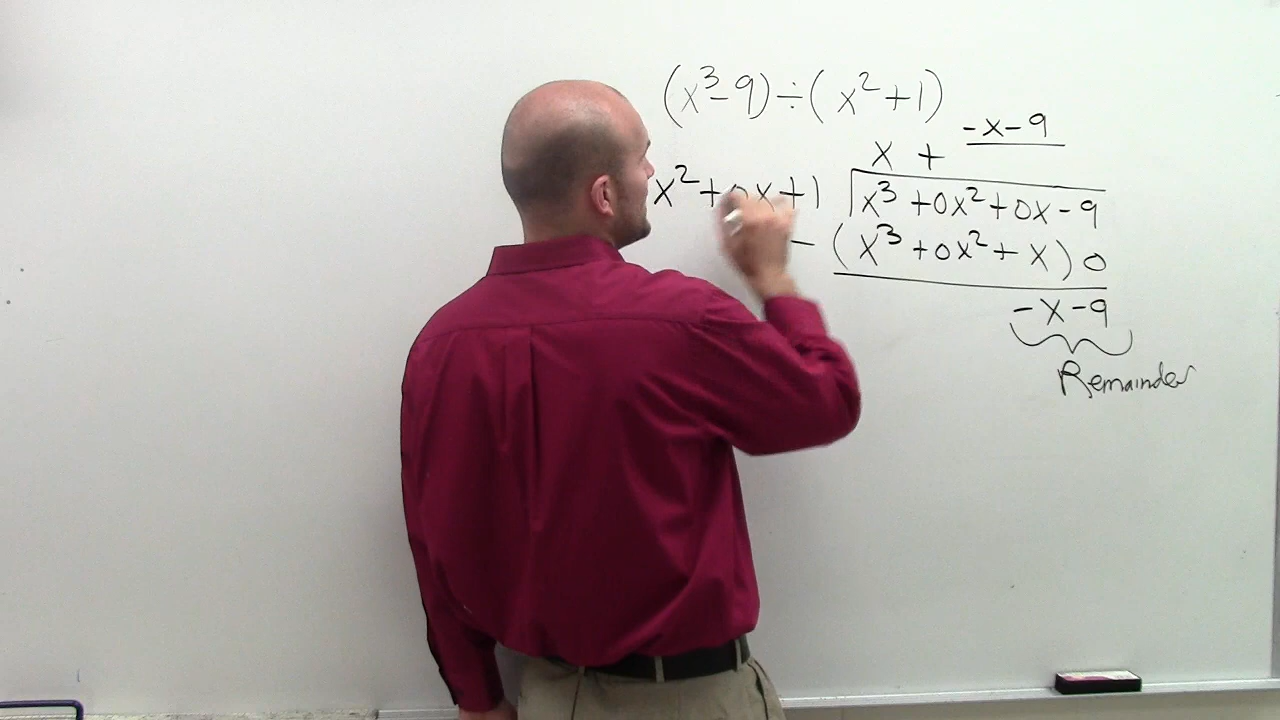 (x³-9)÷(x²+1)
-x-9
x +
x²+0x+1 x³+0x²+0x-9
-(x³+0x²+x) 0
-x-9
Remainder